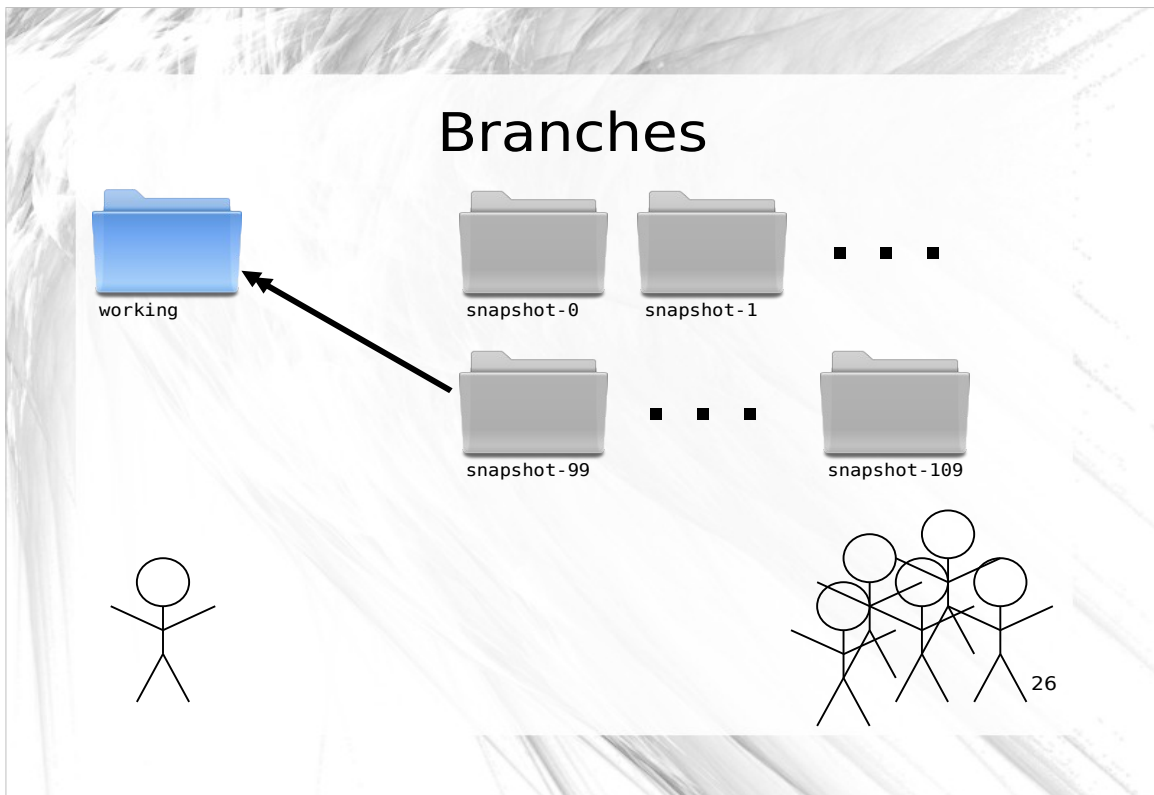 Branches
working
snapshot-0
snapshot-1
. . .
snapshot-99
. . .
snapshot-109
26